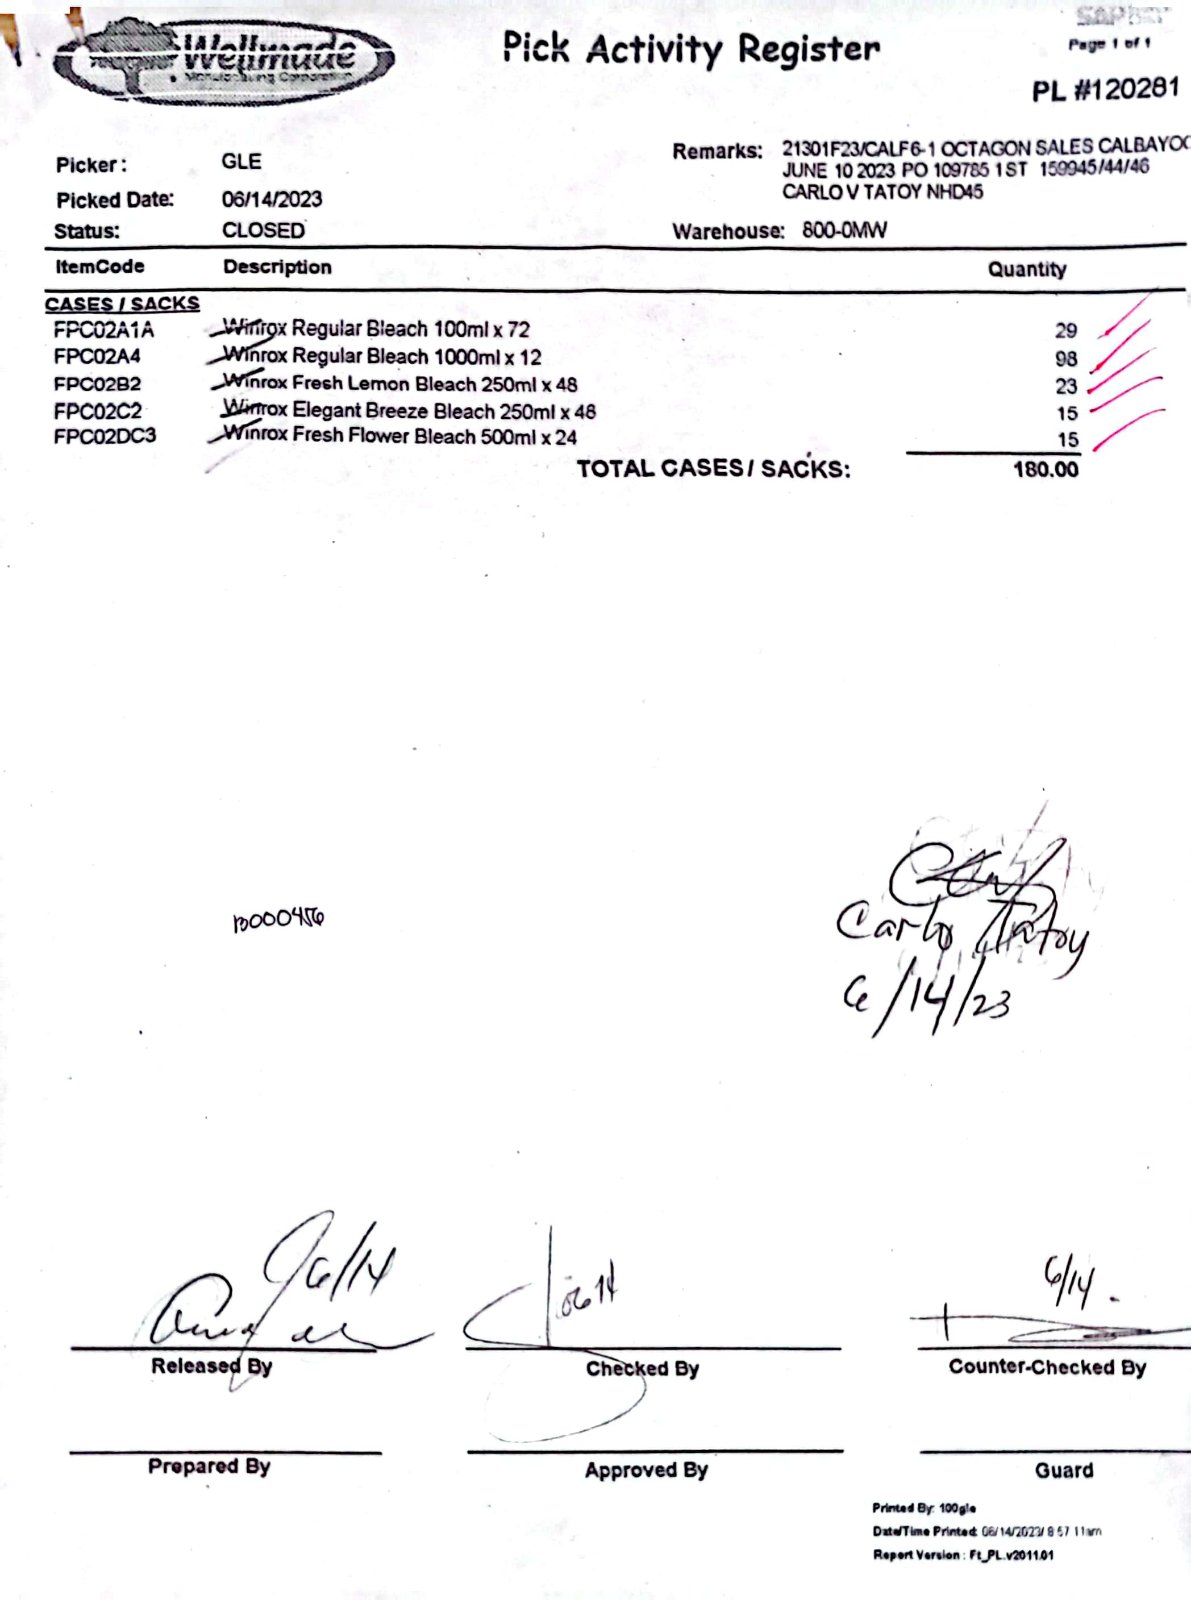 Wellmade
Manufacturing Corporation
Pick Activity Register
SAP
Page 1 of 1
PL #120281
Picker: GLE
Picked Date: 06/14/2023
Status: CLOSED
Remarks: 21301F23/CALF6-1 OCTAGON SALES CALBAYOG
JUNE 10 2023 PO 109785 1ST 159945/44/46
CARLO V TATOY NHD45
Warehouse: 800-0MW
ItemCode Description Quantity
CASES / SACKS
FPC02A1A Winrox Regular Bleach 100ml x 72 29
FPC02A4 Winrox Regular Bleach 1000ml x 12 98
FPC02B2 Winrox Fresh Lemon Bleach 250ml x 48 23
FPC02C2 Winrox Elegant Breeze Bleach 250ml x 48 15
FPC02DC3 Winrox Fresh Flower Bleach 500ml x 24 15
TOTAL CASES / SACKS: 180.00
B000456
Carlo Tatoy
6/14/23
6/14
6/14
Released By Checked By Counter-Checked By
Prepared By Approved By Guard
Printed By: 100gle
Date/Time Printed: 06/14/2023/ 8:57 11am
Report Version : Ft_PL.v2011.01